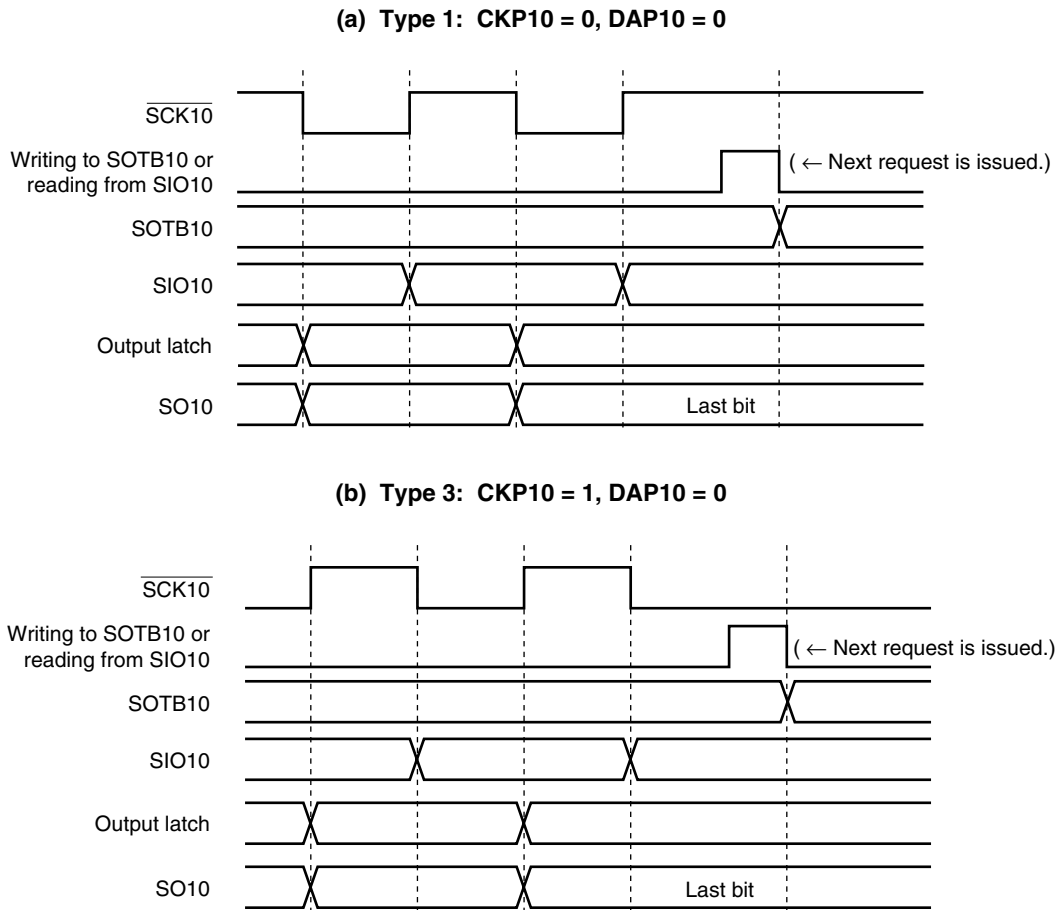 (a) Type 1: CKP10 = 0, DAP10 = 0
SCK10
Writing to SOTB10 or
reading from SIO10
( ← Next request is issued.)
SOTB10
SIO10
Output latch
SO10
Last bit
(b) Type 3: CKP10 = 1, DAP10 = 0
SCK10
Writing to SOTB10 or
reading from SIO10
( ← Next request is issued.)
SOTB10
SIO10
Output latch
SO10
Last bit